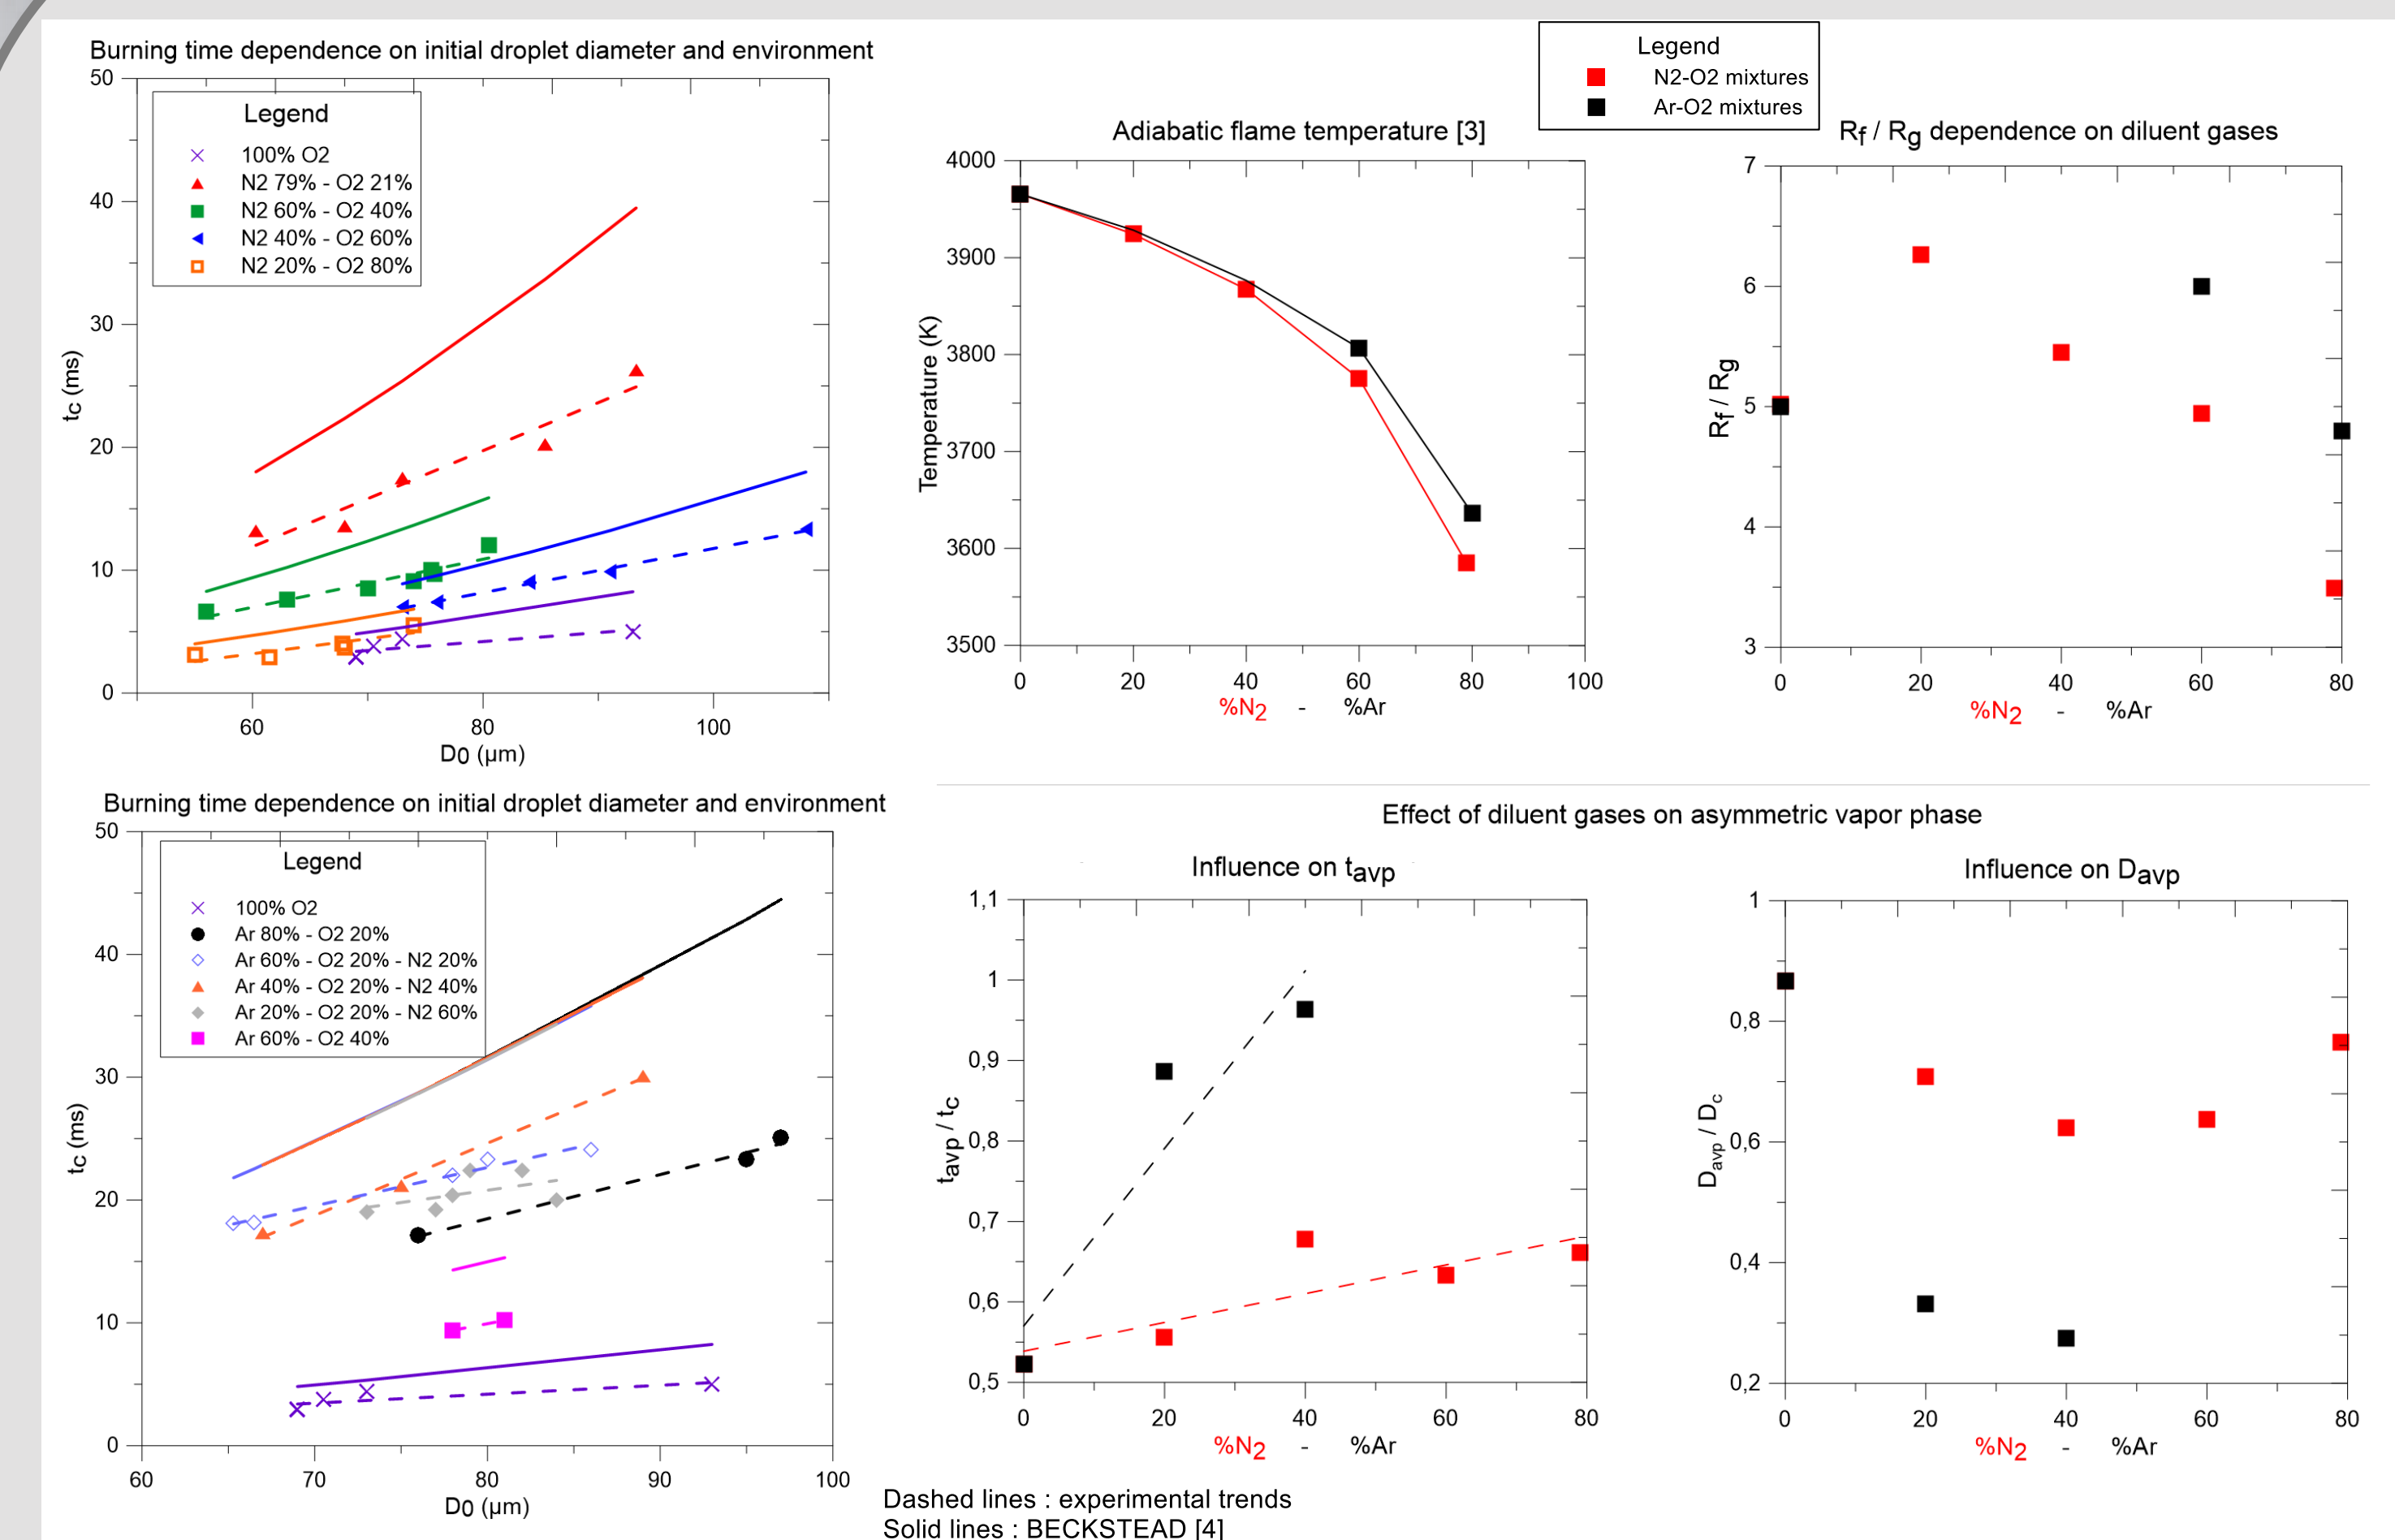 Burning time dependence on initial droplet diameter and environment
Legend
100% O2
N2 79% - O2 21%
N2 60% - O2 40%
N2 40% - O2 60%
N2 20% - O2 80%
50
40
30
20
10
0
tc (ms)
60
80
100
D0 (µm)
Legend
N2-O2 mixtures
Ar-O2 mixtures
Adiabatic flame temperature [3]
4000
3900
3800
3700
3600
3500
Temperature (K)
0
20
40
60
80
100
%N2 - %Ar
Rf / Rg dependence on diluent gases
7
6
5
4
3
Rf / Rg
0
20
40
60
80
%N2 - %Ar
Burning time dependence on initial droplet diameter and environment
Legend
100% O2
Ar 80% - O2 20%
Ar 60% - O2 20% - N2 20%
Ar 40% - O2 20% - N2 40%
Ar 20% - O2 20% - N2 60%
Ar 60% - O2 40%
50
40
30
20
10
0
tc (ms)
60
70
80
90
100
D0 (µm)
Effect of diluent gases on asymmetric vapor phase
Influence on tavp
1,1
1
0,9
0,8
0,7
0,6
0,5
tavp / tc
0
20
40
60
80
%N2 - %Ar
Influence on Davp
1
0,8
0,6
0,4
0,2
Davp / Dc
0
20
40
60
80
%N2 - %Ar
Dashed lines : experimental trends
Solid lines : BECKSTEAD [4]